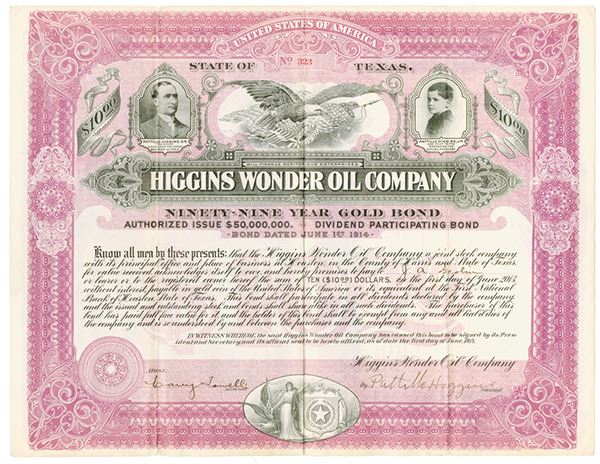 UNITED STATES OF AMERICA
No 323
STATE OF TEXAS.
$10.00 $10.00
PATTILLO HIGGINS, SR. PATTILLO HIGGINS, JR.
HIGGINS WONDER OIL COMPANY
NINETY-NINE YEAR GOLD BOND
AUTHORIZED ISSUE $50,000,000. DIVIDEND PARTICIPATING BOND
BOND DATED JUNE 1ST 1914
Know all men by these presents: that the Higgins Wonder Oil Company a joint stock company
with its principal office and place of business at Houston, in the County of Harris and State of Texas
for value received, acknowledges itself to owe, and hereby promises to pay to J. A.
or bearer or to the registered owner hereof the sum of TEN ($10.00) DOLLARS, on the first day of June
without interest, payable in gold coin of the United States of America or its equivalent at the First National
Bank of Houston, State of Texas. This bond shall participate in all dividends declared by the company,
and the issued and outstanding stock and bonds shall share alike in all such dividends. The purchaser of this
bond has paid full face value for it, and the holder of this bond shall be exempt from any and all liabilities of
the company and is so understood by and between the purchaser and the company.
IN WITNESS WHEREOF, the said Higgins Wonder Oil Company has caused this bond to be signed by its Pres-
ident and Secretary and its official seal to be hereto affixed, as of date the first day of June, 1914.
Higgins Wonder Oil Company
ATTEST:
SECRETARY. By Pattillo Higgins
PRESIDENT